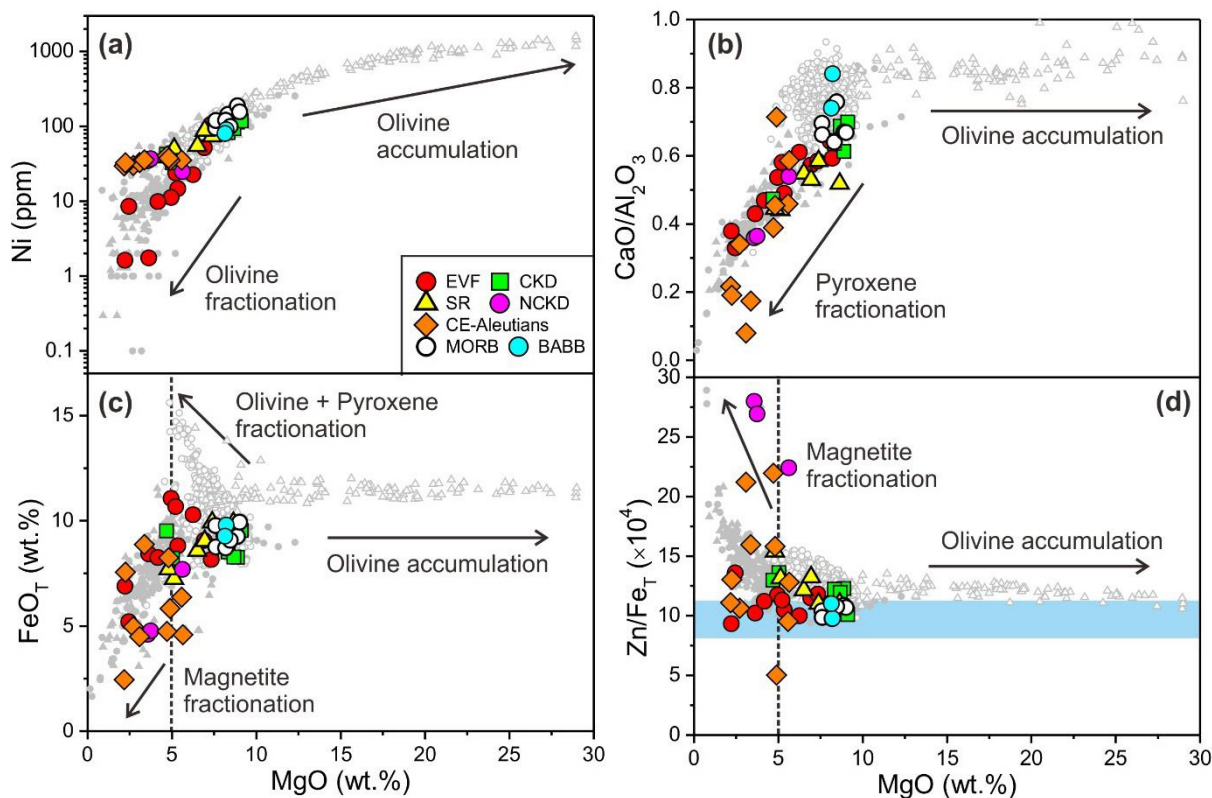 (a)
Ni (ppm)
1000
100
10
1
0.1
Olivine
accumulation
Olivine
fractionation
EVF CKD
SR NCKD
CE-Aleutians
MORB BABB
(b)
CaO/Al₂O₃
1.0
0.8
0.6
0.4
0.2
0.0
Olivine accumulation
Pyroxene
fractionation
(c)
FeO_T (wt.%)
15
10
5
0
Olivine + Pyroxene
fractionation
Olivine accumulation
Magnetite
fractionation
0 5 10 15 20 25 30
MgO (wt.%)
(d)
Zn/Fe_T (×10⁴)
30
25
20
15
10
5
0
Magnetite
fractionation
Olivine accumulation
0 5 10 15 20 25 30
MgO (wt.%)